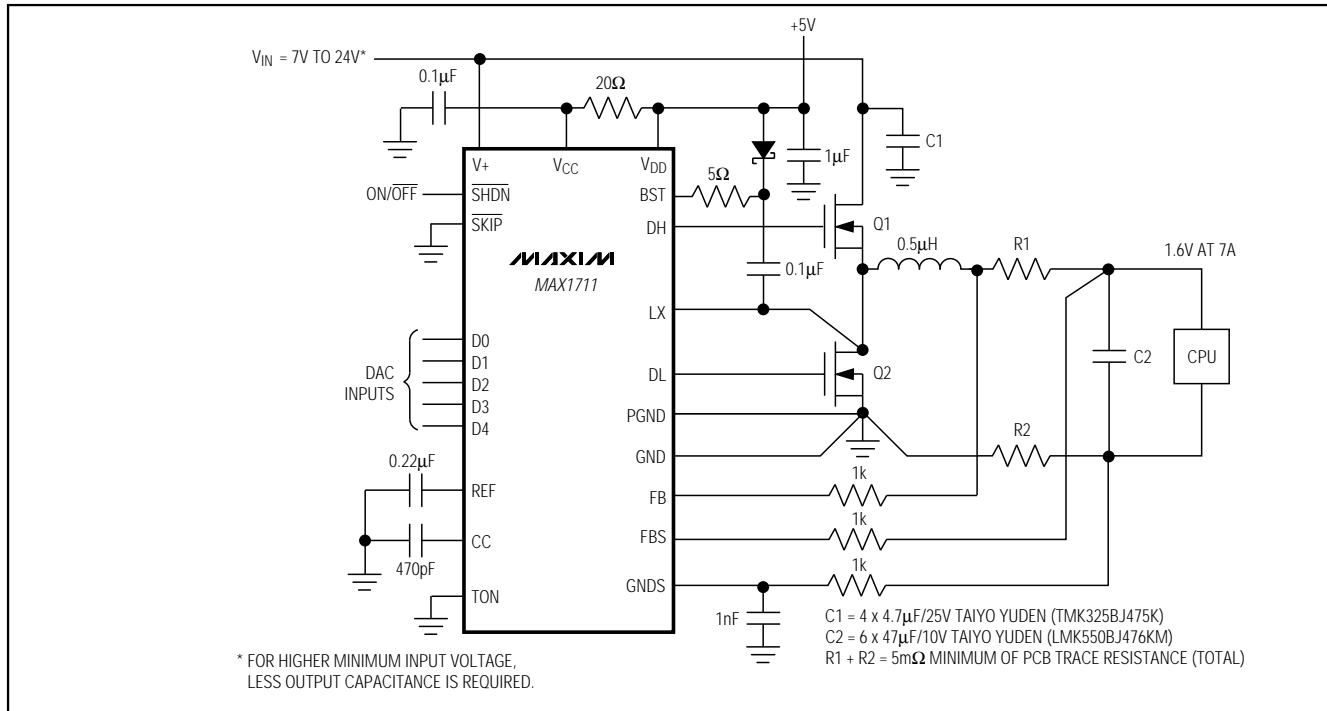 +5V
VIN = 7V TO 24V*
0.1µF
20Ω
C1
1µF
V+
VCC
VDD
5Ω
ON/OFF
SHDN
BST
SKIP
DH
Q1
MAXIM
MAX1711
0.5µH
R1
1.6V AT 7A
0.1µF
LX
D0
D1
D2
D3
D4
DAC
INPUTS
DL
Q2
C2
CPU
PGND
R2
GND
0.22µF
REF
FB
1k
CC
FBS
1k
470pF
GNDS
1k
TON
1nF
C1 = 4 x 4.7µF/25V TAIYO YUDEN (TMK325BJ475K)
C2 = 6 x 47µF/10V TAIYO YUDEN (LMK550BJ476KM)
R1 + R2 = 5mΩ MINIMUM OF PCB TRACE RESISTANCE (TOTAL)
* FOR HIGHER MINIMUM INPUT VOLTAGE,
LESS OUTPUT CAPACITANCE IS REQUIRED.